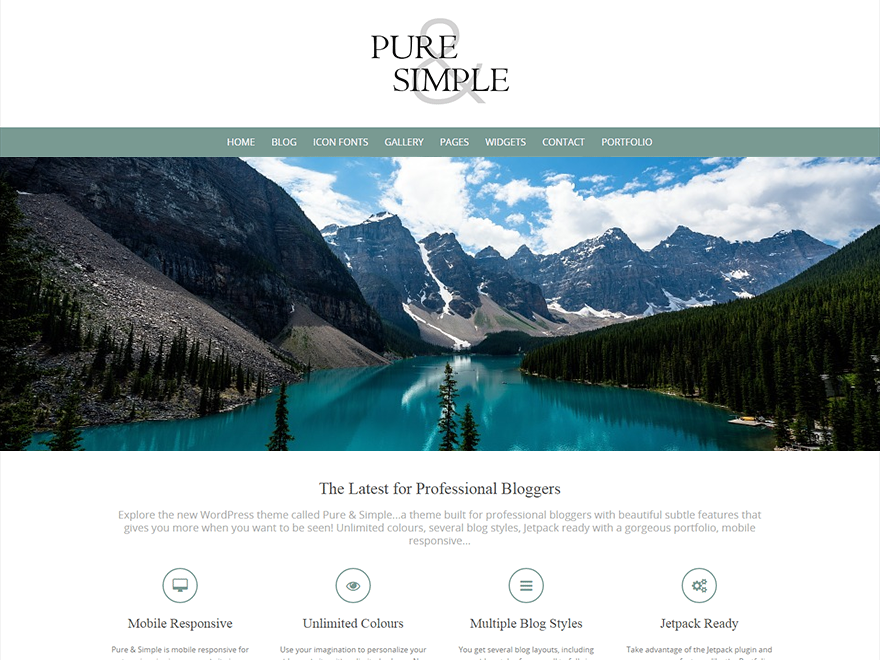 PURE
&
SIMPLE
HOME BLOG ICON FONTS GALLERY PAGES WIDGETS CONTACT PORTFOLIO
The Latest for Professional Bloggers
Explore the new WordPress theme called Pure & Simple...a theme built for professional bloggers with beautiful subtle features that
gives you more when you want to be seen! Unlimited colours, several blog styles, Jetpack ready with a gorgeous portfolio, mobile
responsive...
Mobile Responsive
Unlimited Colours
Multiple Blog Styles
Jetpack Ready
Pure & Simple is mobile responsive for
Use your imagination to personalize your
You get several blog layouts, including
Take advantage of the Jetpack plugin and